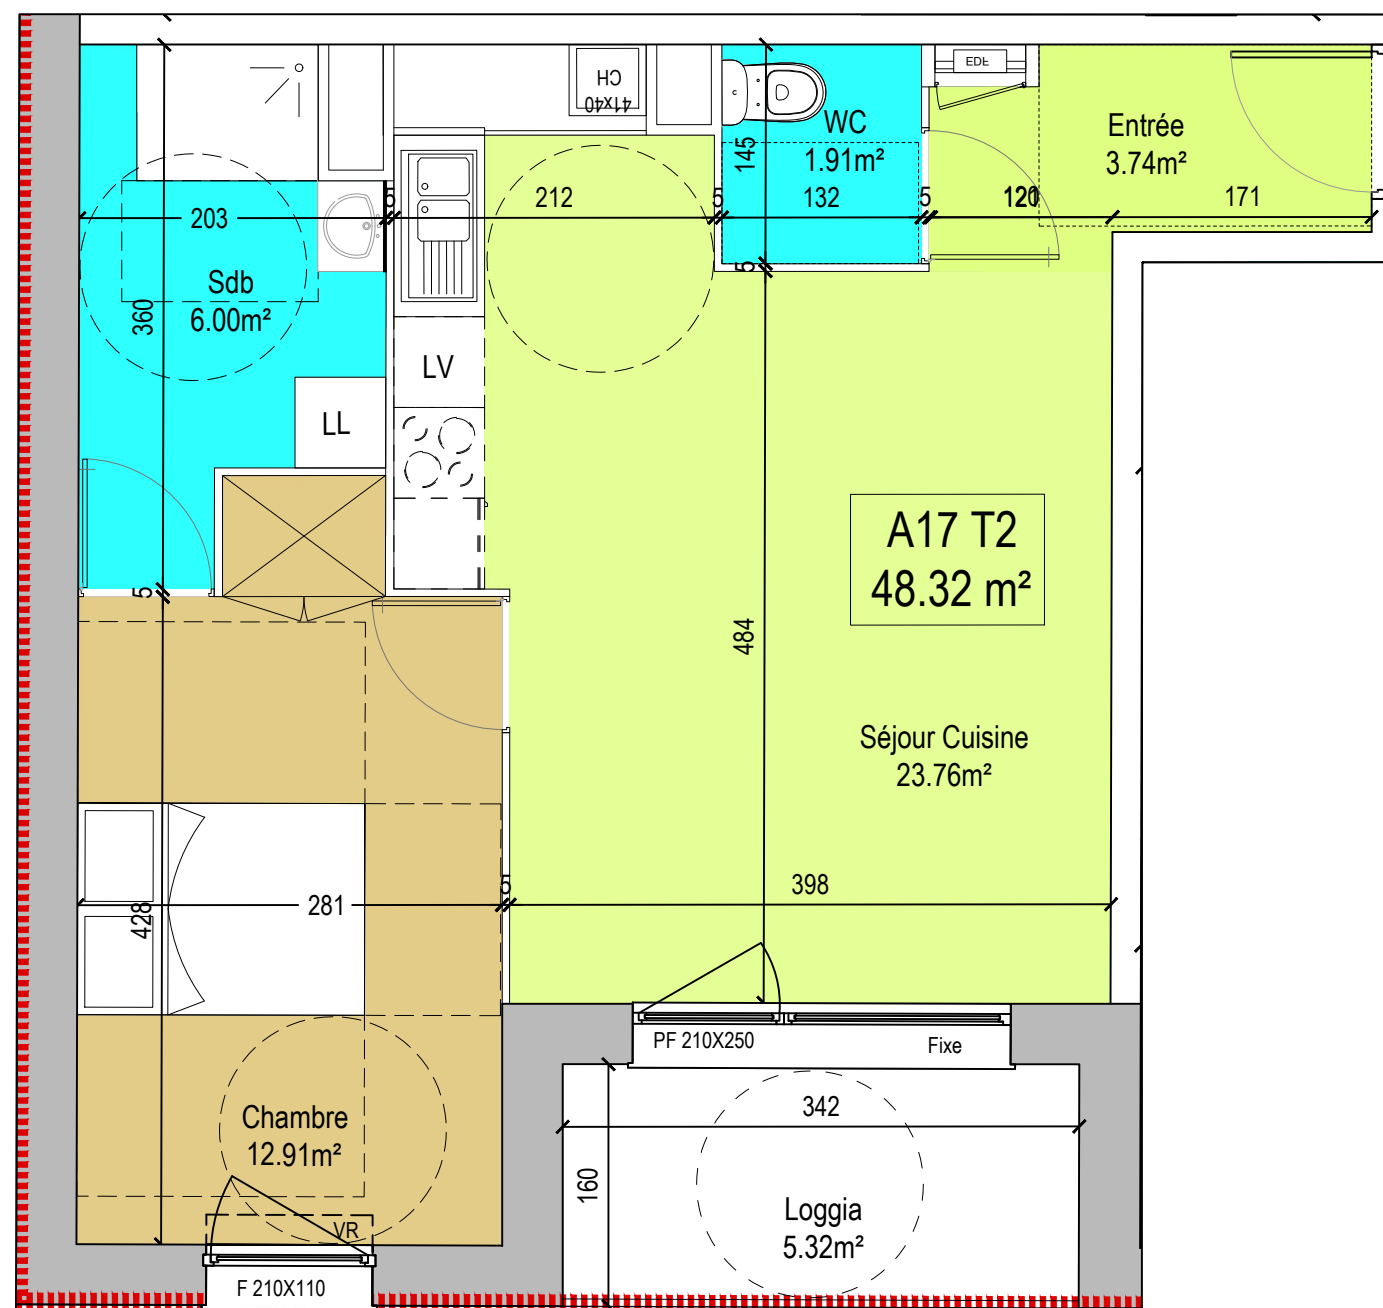 EDF
CH
41x40
WC
1.91m²
Entrée
3.74m²
145
203
5
212
5
132
5
171
Sdb
6.00m²
360
5
LV
LL
A17 T2
48.32 m²
5
484
Séjour Cuisine
23.76m²
281
5
398
428
PF 210X250
Fixe
342
Chambre
12.91m²
160
Loggia
5.32m²
VR
F 210X110